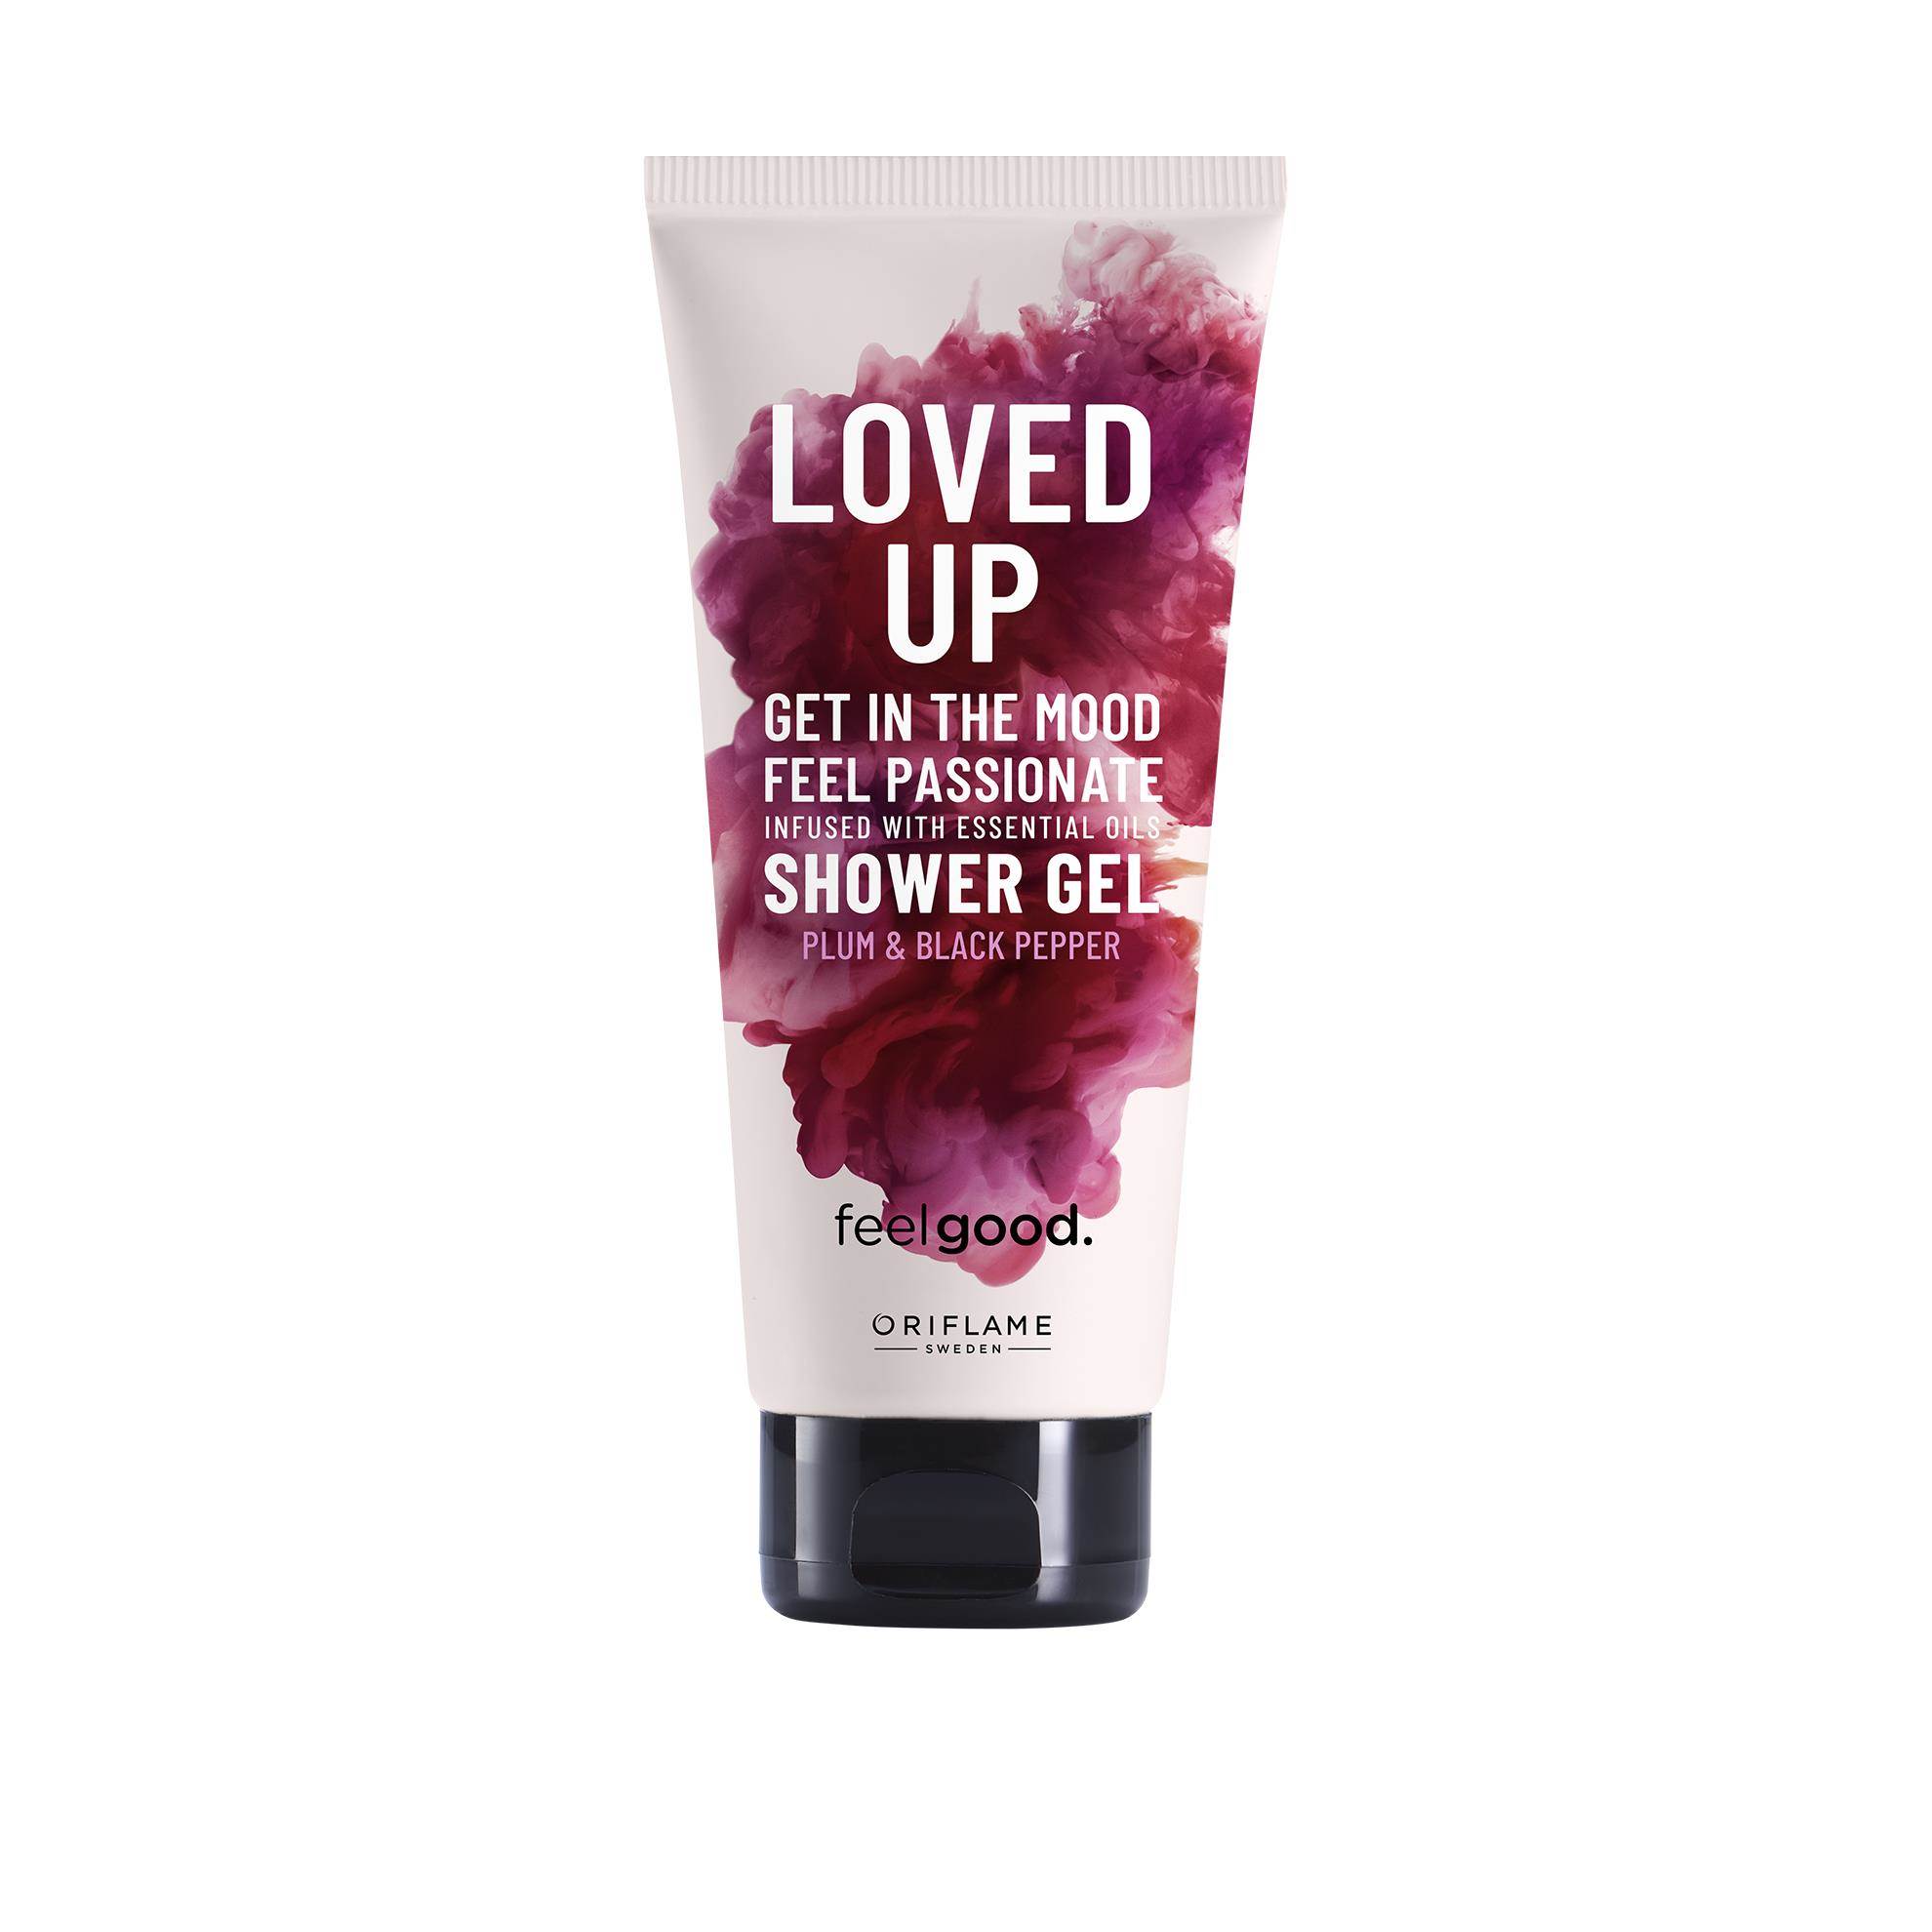 LOVED
UP
GET IN THE MOOD
FEEL PASSIONATE
INFUSED WITH ESSENTIAL OILS
SHOWER GEL
PLUM & BLACK PEPPER
feelgood.
ORIFLAME
SWEDEN